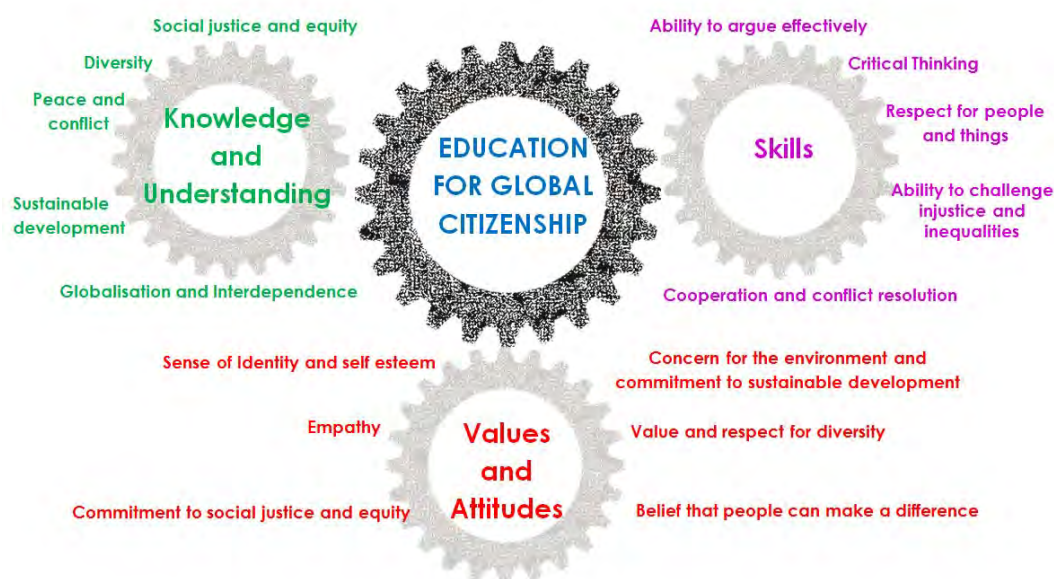 Social justice and equity
Diversity
Peace and
conflict
Knowledge
and
Understanding
Sustainable
development
Globalisation and Interdependence
EDUCATION
FOR GLOBAL
CITIZENSHIP
Ability to argue effectively
Critical Thinking
Respect for people
and things
Skills
Ability to challenge
injustice and
inequalities
Cooperation and conflict resolution
Sense of Identity and self esteem
Empathy
Commitment to social justice and equity
Values
and
Attitudes
Concern for the environment and
commitment to sustainable development
Value and respect for diversity
Belief that people can make a difference